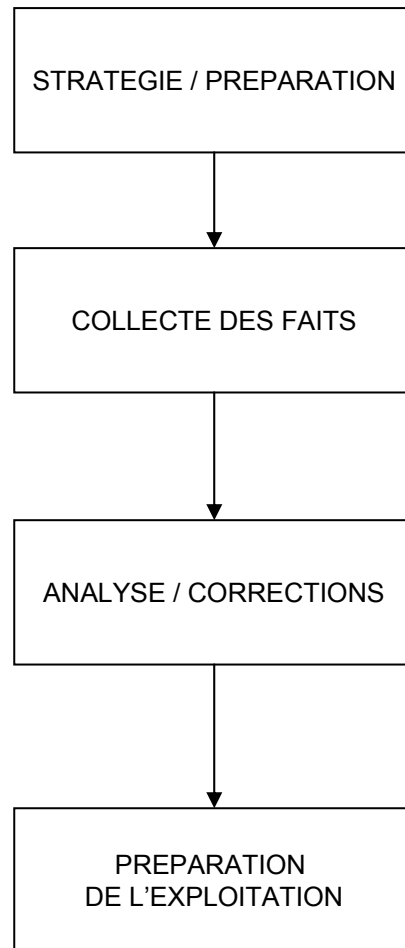 STRATEGIE / PREPARATION
COLLECTE DES FAITS
ANALYSE / CORRECTIONS
PREPARATION
DE L’EXPLOITATION